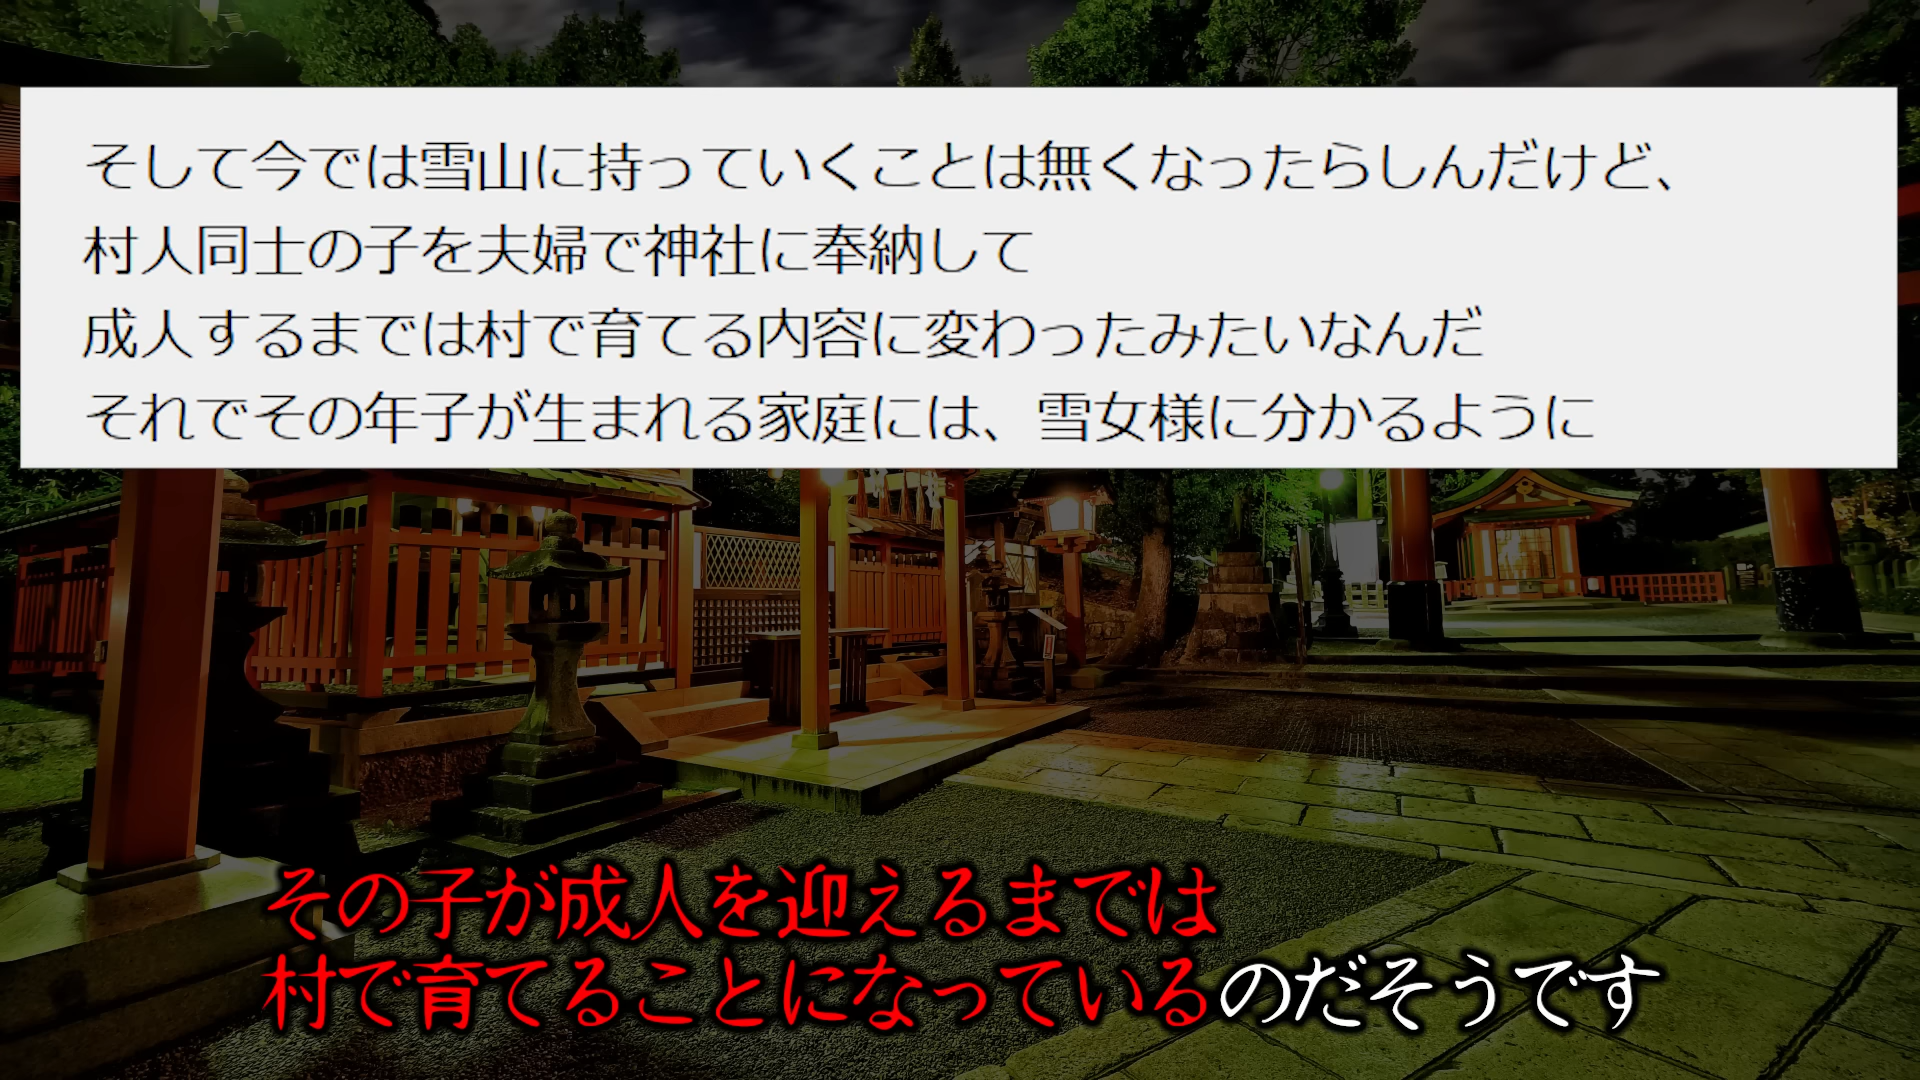 そして今では雪山に持っていくことは無くなったらしんだけど、
村人同士の子を夫婦で神社に奉納して
成人するまでは村で育てる内容に変わったみたいなんだ
それでその年子が生まれる家庭には、雪女様に分かるように
その子が成人を迎えるまでは
村で育てることになっているのだそうです